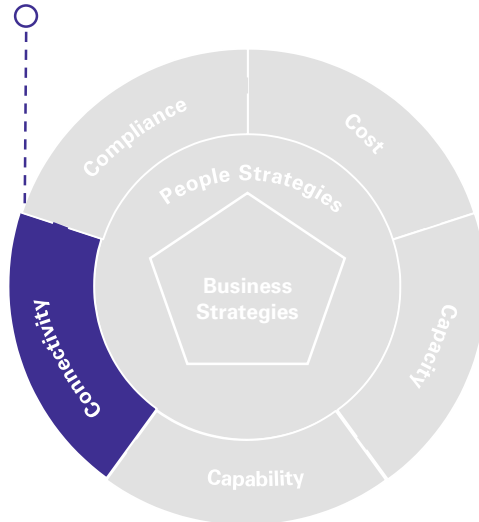 Compliance
Cost
People Strategies
Business
Strategies
Connectivity
Capacity
Capability